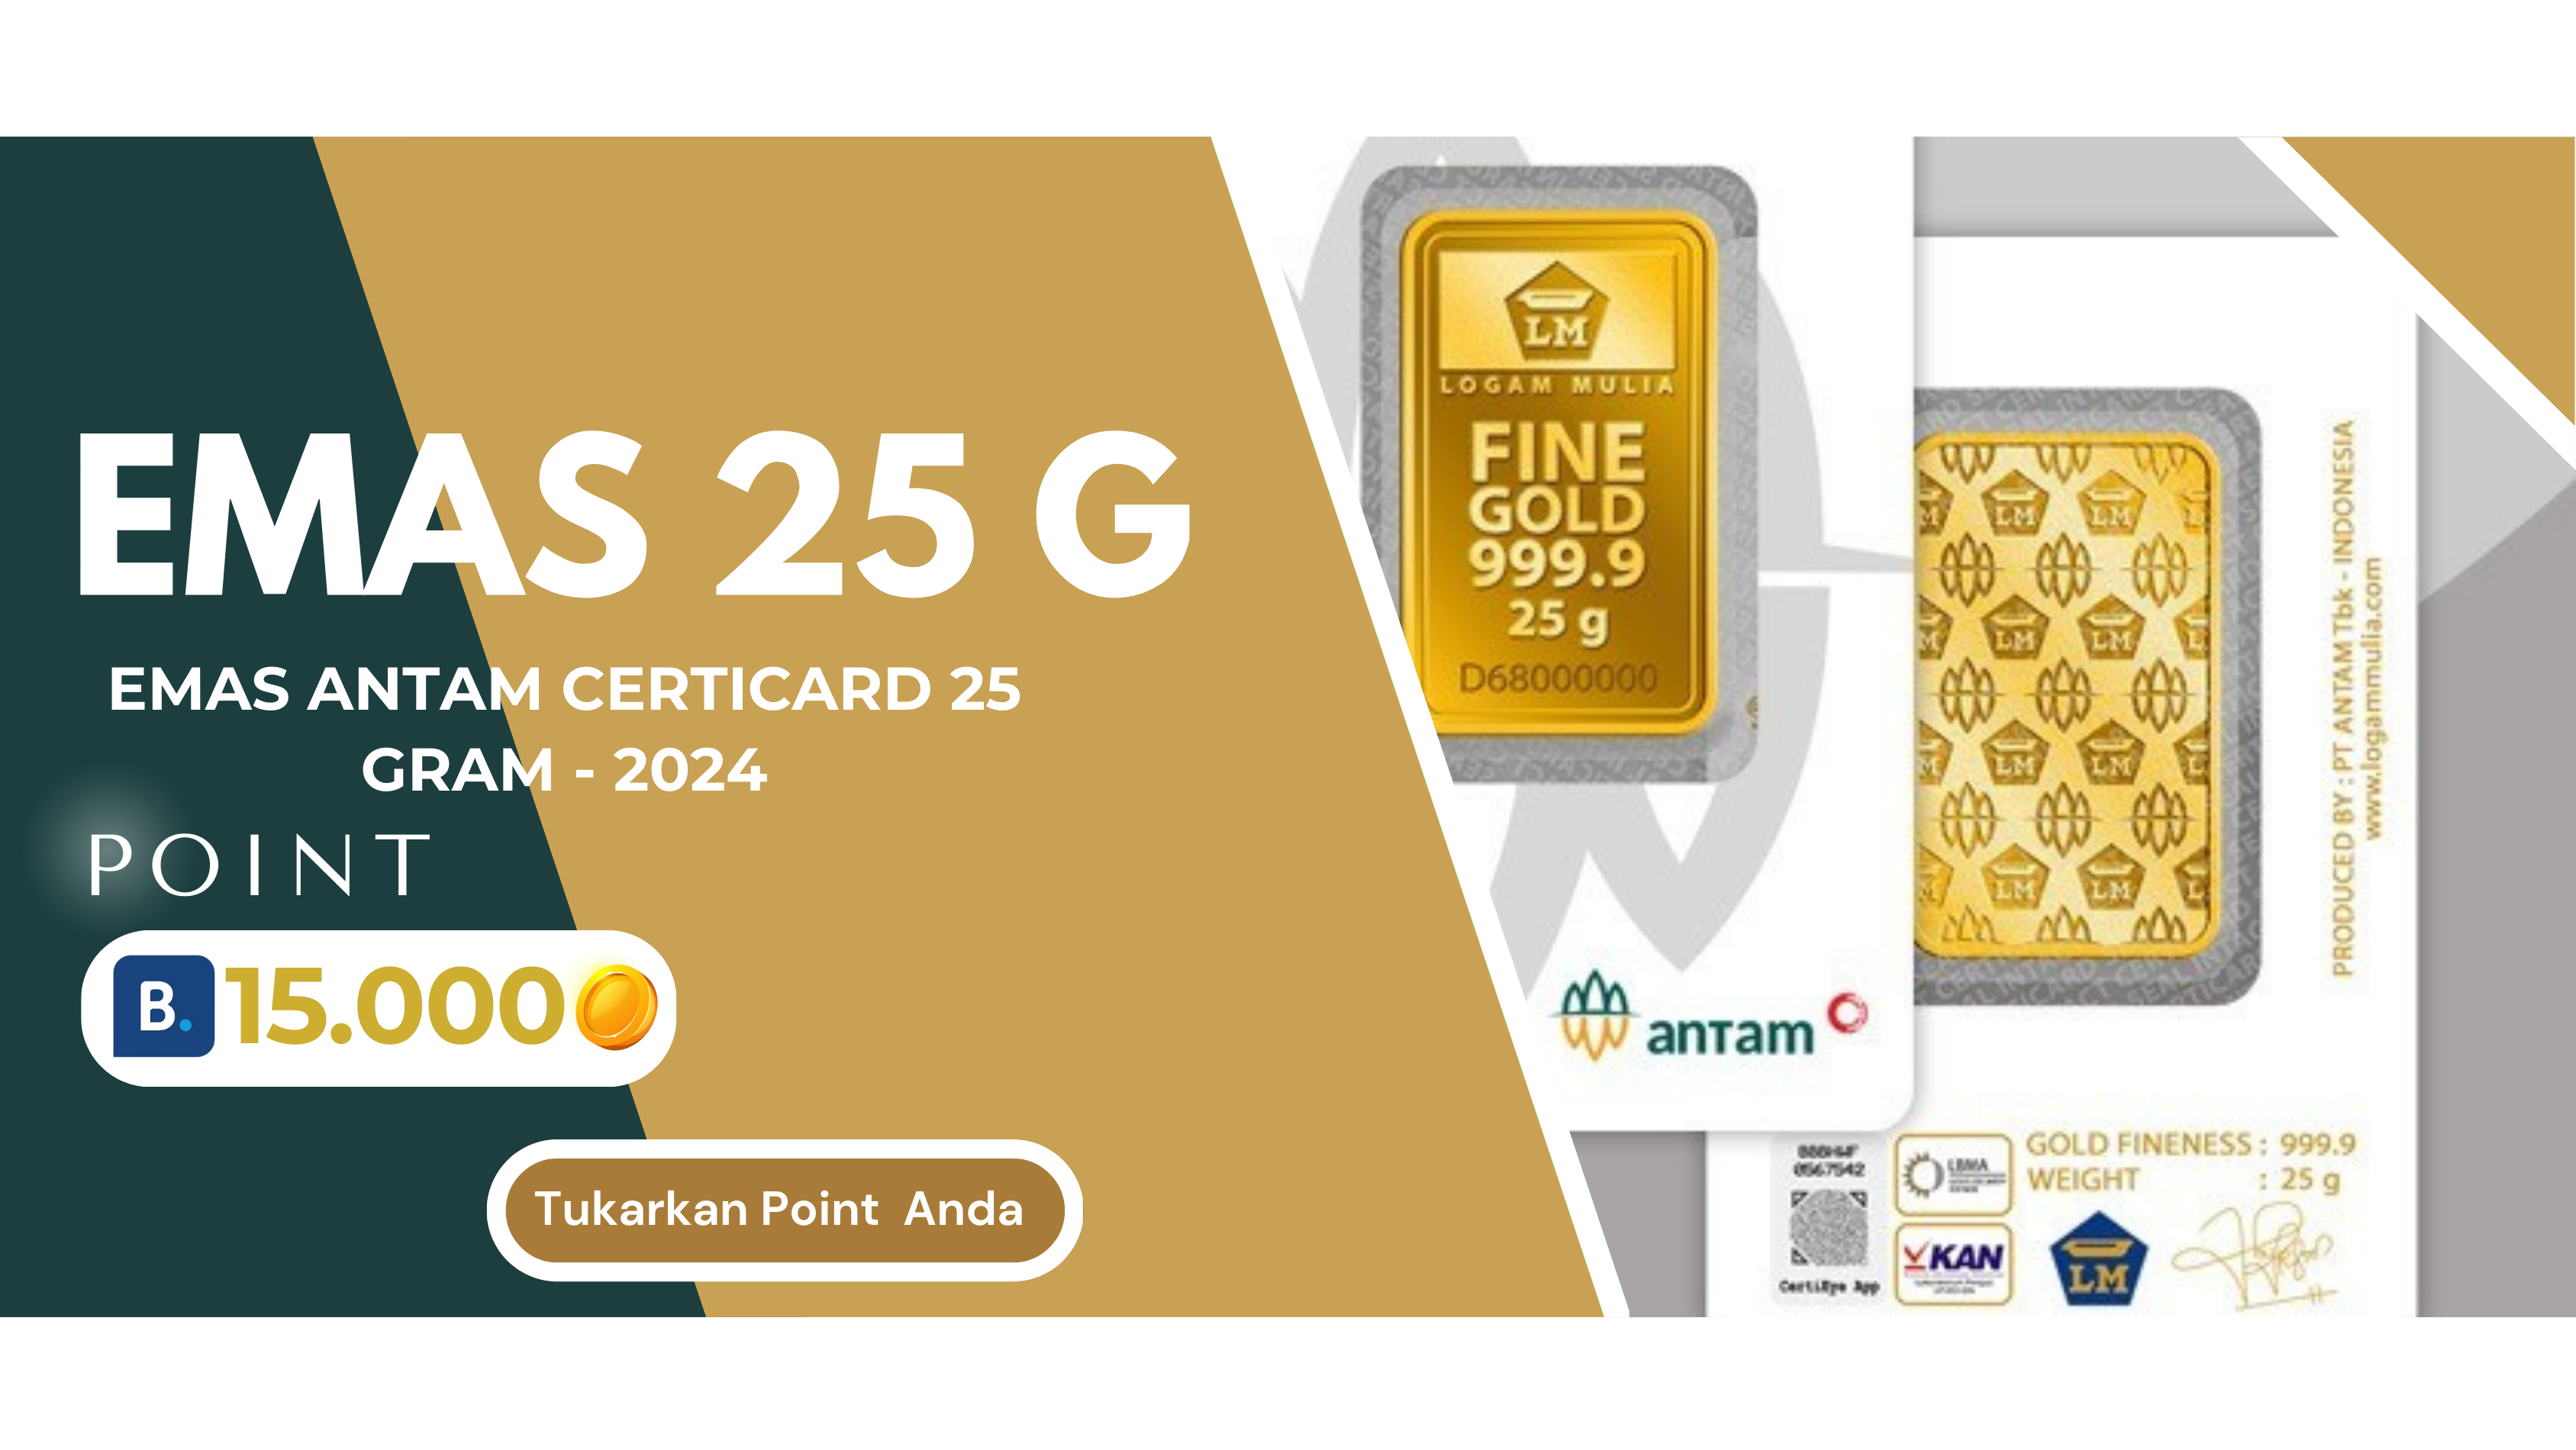 EMAS 25 G
EMAS ANTAM CERTICARD 25
GRAM - 2024
POINT
B. 15.000
Tukarkan Point Anda
LM
LOGAM MULIA
FINE
GOLD
999.9
25 g
D68000000
antam
PRODUCED BY : PT ANTAM Tbk - INDONESIA
www.logammulia.com
0567542
CertiEye App
LBMA
KAN
GOLD FINENESS : 999.9
WEIGHT : 25 g
LM